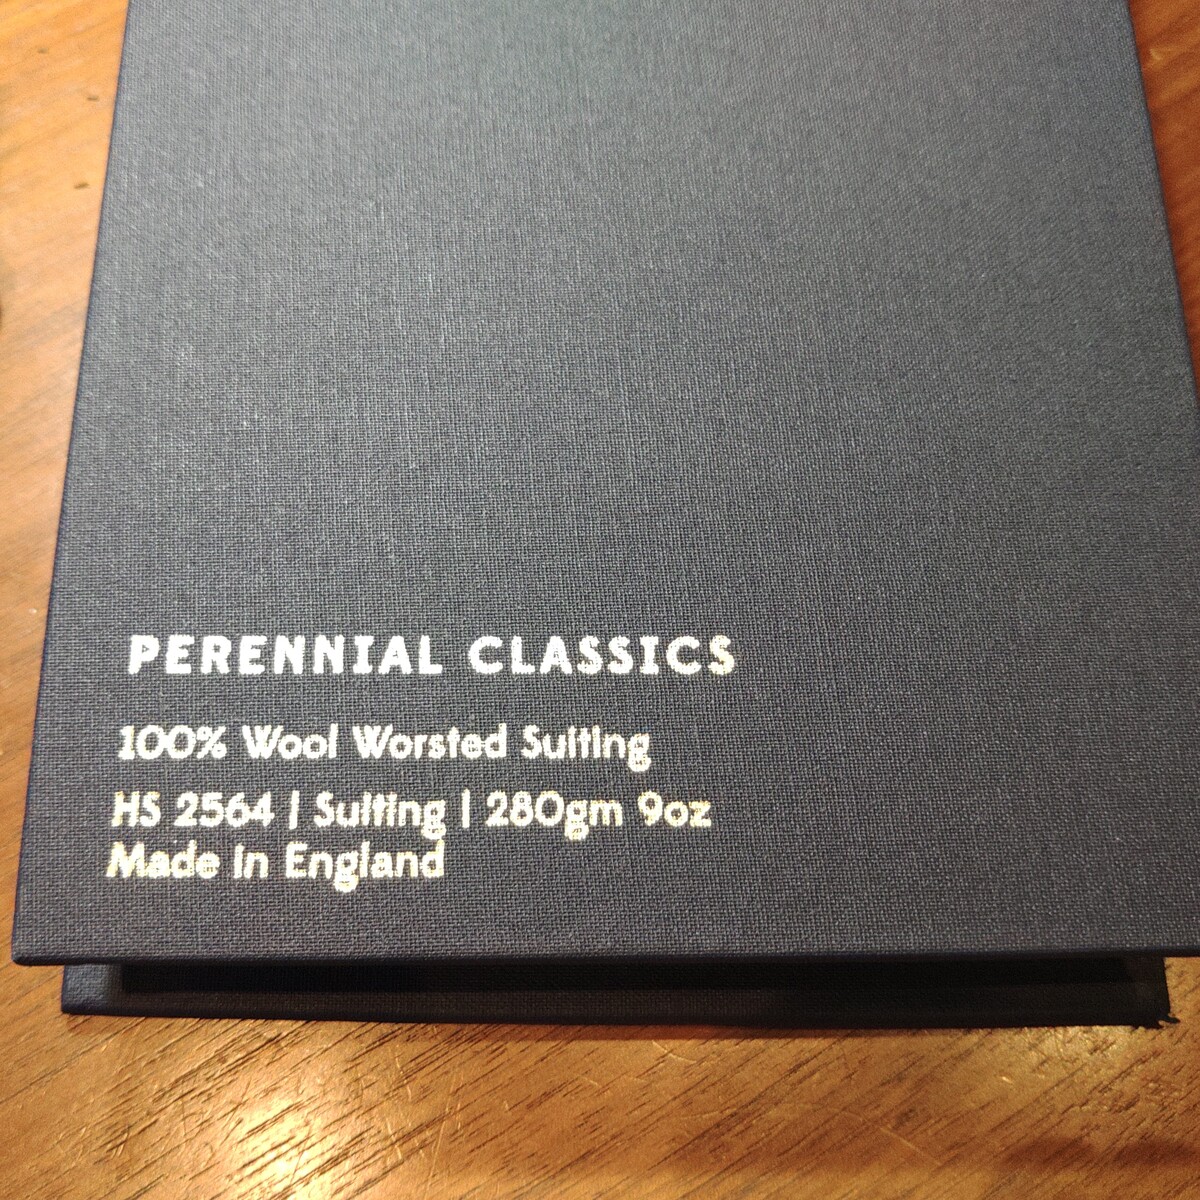 PERENNIAL CLASSICS
100% Wool Worsted Suiting
HS 2564 | Suiting | 280gm 9oz
Made in England